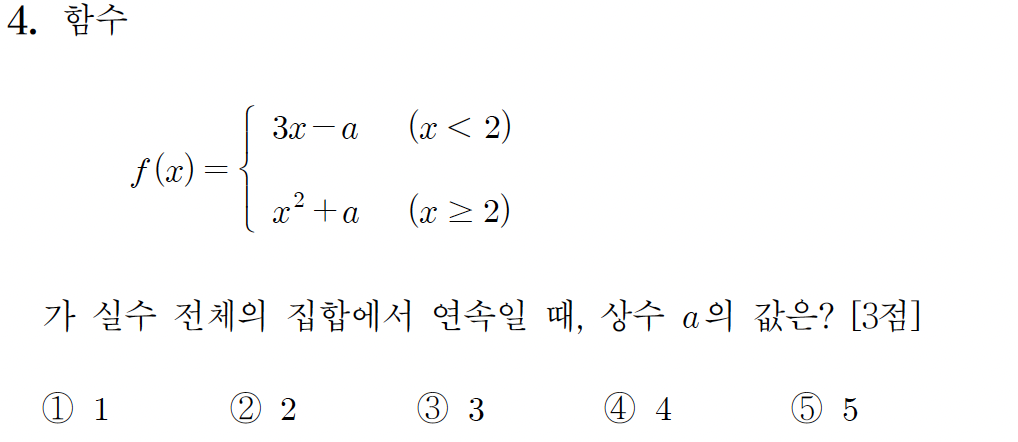 4. 함수
f(x) = { 3x - a (x < 2)
x² + a (x ≥ 2)
가 실수 전체의 집합에서 연속일 때, 상수 a의 값은? [3점]
① 1 ② 2 ③ 3 ④ 4 ⑤ 5